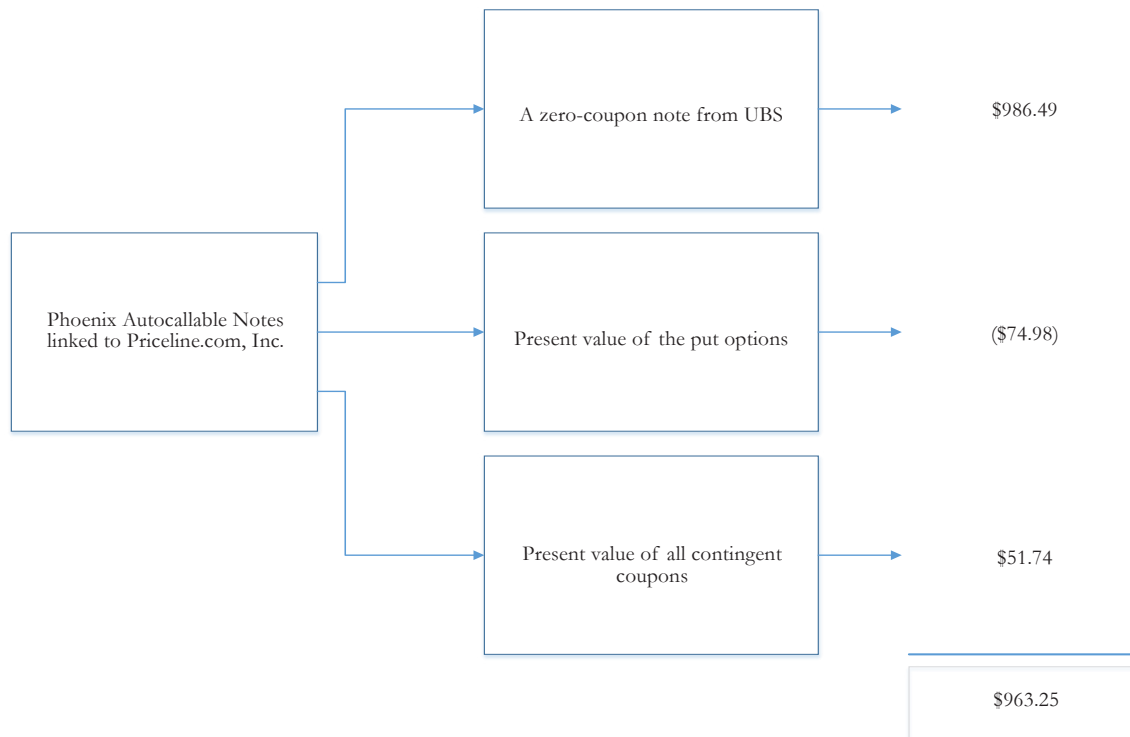 A zero-coupon note from UBS
$986.49
Phoenix Autocallable Notes
linked to Priceline.com, Inc.
Present value of the put options
($74.98)
Present value of all contingent
coupons
$51.74
$963.25